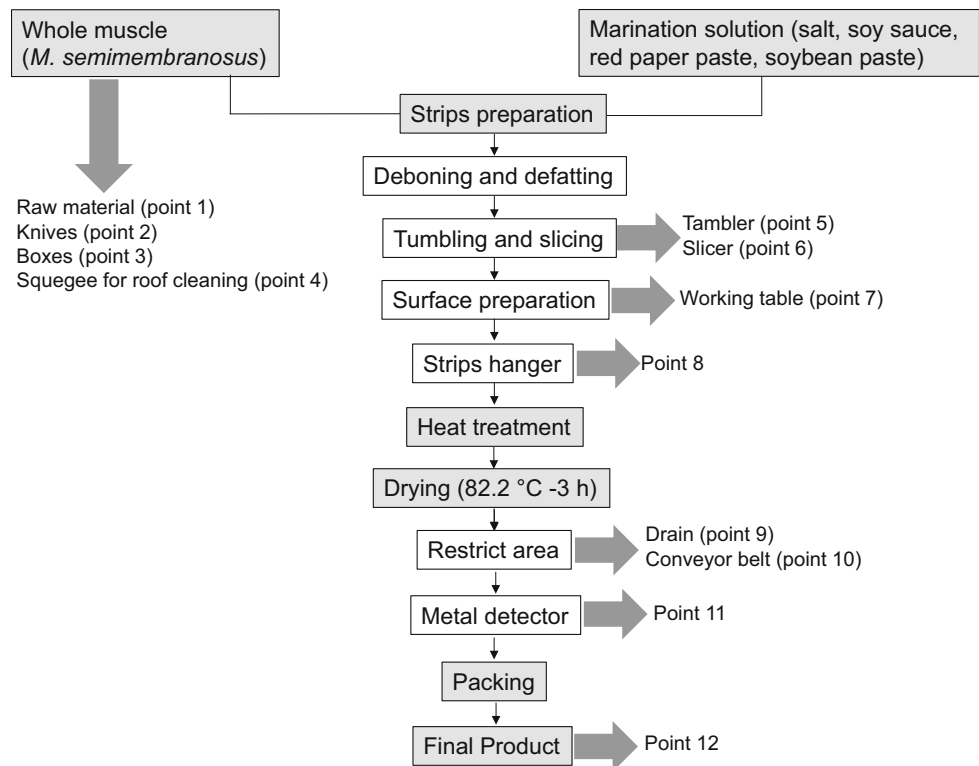 Whole muscle
(M. semimembranosus)
Marination solution (salt, soy sauce,
red paper paste, soybean paste)
Strips preparation
Deboning and defatting
Raw material (point 1)
Knives (point 2)
Boxes (point 3)
Squegee for roof cleaning (point 4)
Tumbling and slicing
Tambler (point 5)
Slicer (point 6)
Surface preparation
Working table (point 7)
Strips hanger
Point 8
Heat treatment
Drying (82.2 °C -3 h)
Restrict area
Drain (point 9)
Conveyor belt (point 10)
Metal detector
Point 11
Packing
Final Product
Point 12